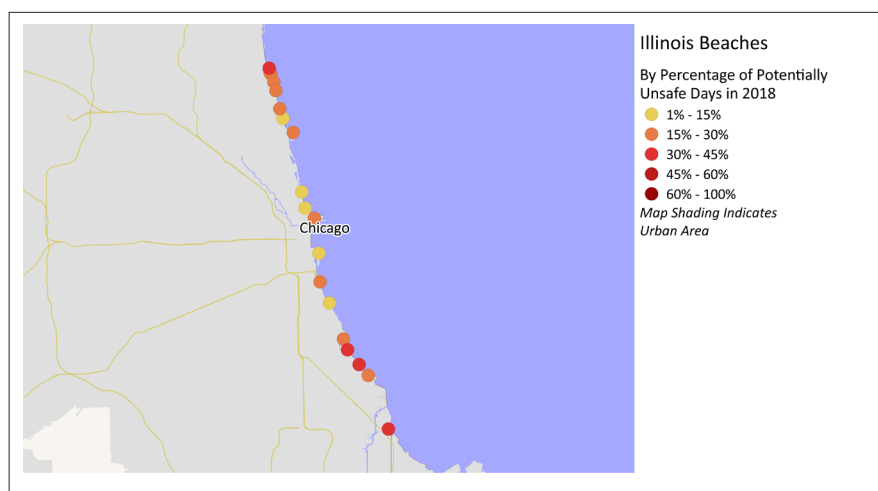 Illinois Beaches
By Percentage of Potentially
Unsafe Days in 2018
1% - 15%
15% - 30%
30% - 45%
45% - 60%
60% - 100%
Map Shading Indicates
Urban Area
Chicago